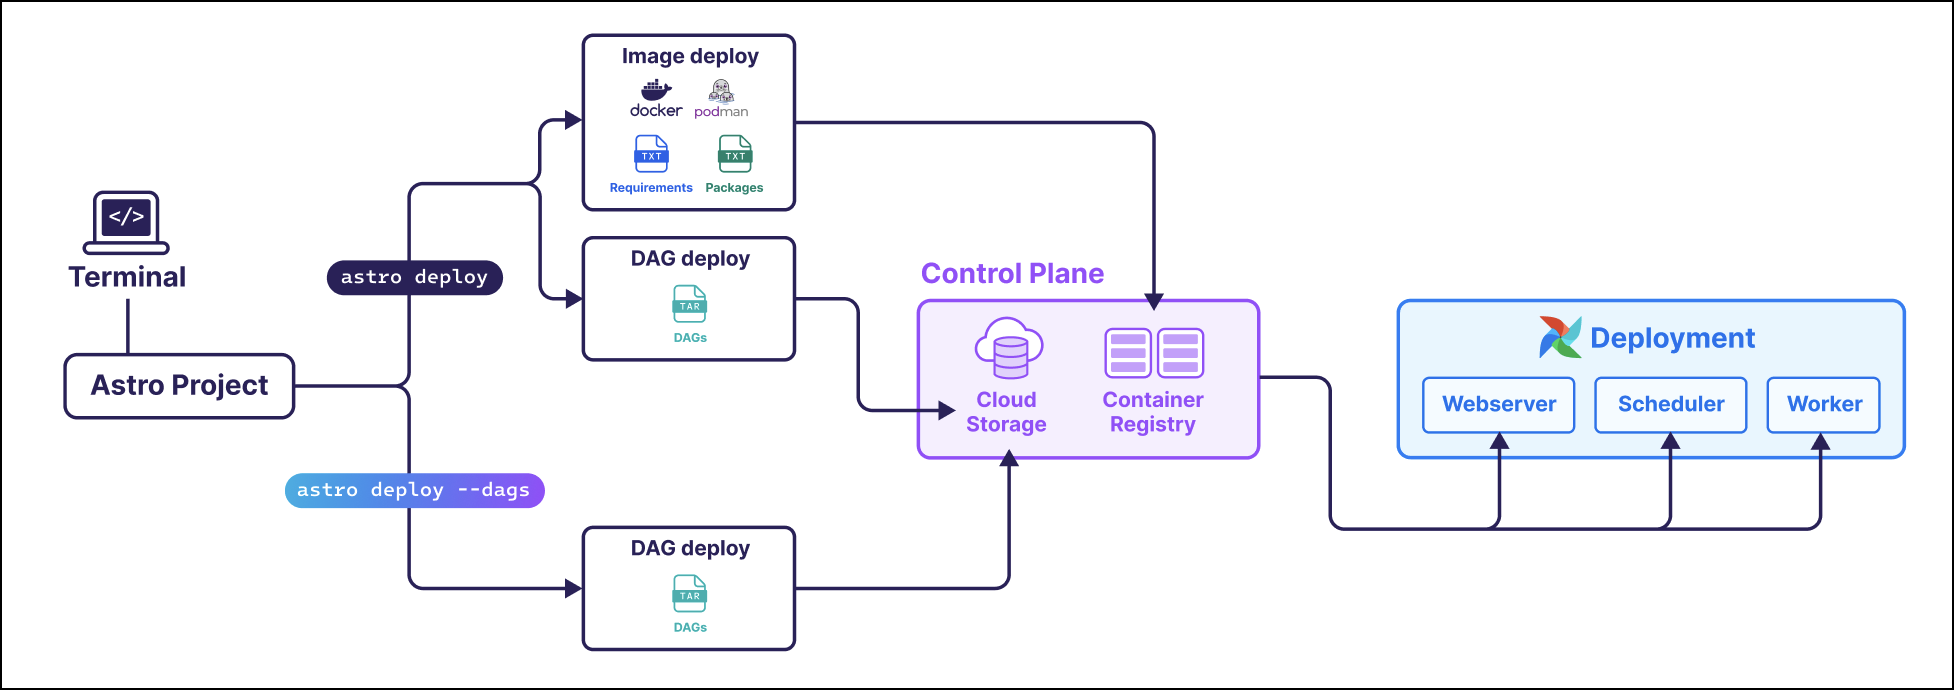 Image deploy
docker
podman
TXT
TXT
Requirements
Packages
</>
Terminal
astro deploy
DAG deploy
TAR
DAGs
Astro Project
Control Plane
Cloud
Storage
Container
Registry
Deployment
Webserver
Scheduler
Worker
astro deploy --dags
DAG deploy
TAR
DAGs